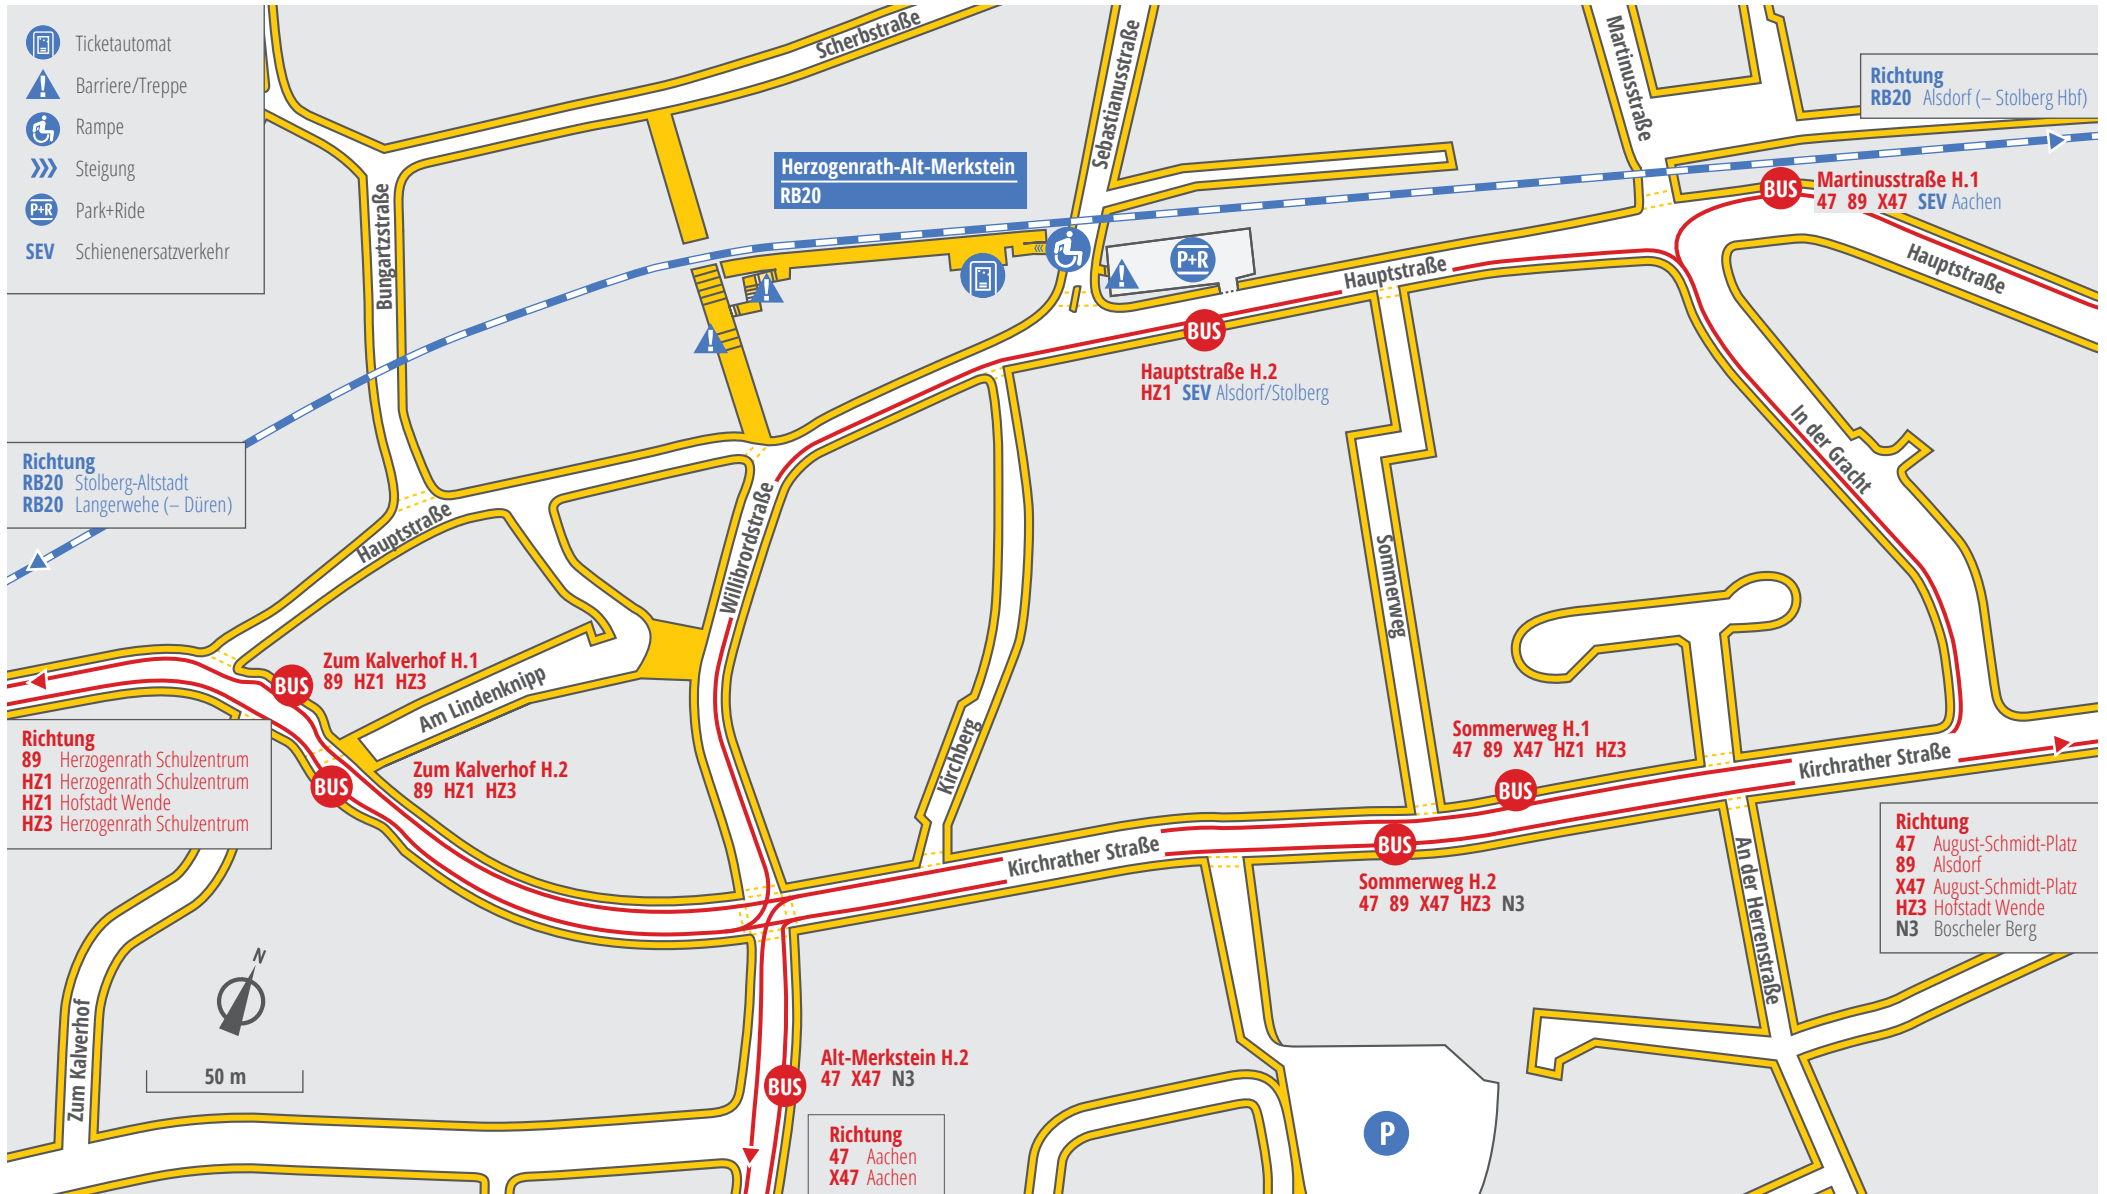 Ticketautomat
Barriere/Treppe
Rampe
Steigung
P+R Park+Ride
SEV Schienenersatzverkehr
Scherbstraße
Sebastianusstraße
Martinusstraße
Richtung
RB20 Alsdorf (– Stolberg Hbf)
Herzogenrath-Alt-Merkstein
RB20
Bungartzstraße
BUS
Martinusstraße H.1
47 89 X47 SEV Aachen
P+R
Hauptstraße
Hauptstraße
BUS
Hauptstraße H.2
HZ1 SEV Alsdorf/Stolberg
In der Gracht
Richtung
RB20 Stolberg-Altstadt
RB20 Langerwehe (– Düren)
Hauptstraße
Willibrordstraße
Sommerweg
BUS
Zum Kalverhof H.1
89 HZ1 HZ3
Am Lindenknipp
Kirchberg
Richtung
89 Herzogenrath Schulzentrum
HZ1 Herzogenrath Schulzentrum
HZ1 Hofstadt Wende
HZ3 Herzogenrath Schulzentrum
BUS
Zum Kalverhof H.2
89 HZ1 HZ3
Sommerweg H.1
47 89 X47 HZ1 HZ3
BUS
Kirchrather Straße
Kirchrather Straße
BUS
Sommerweg H.2
47 89 X47 HZ3 N3
An der Herrenstraße
Richtung
47 August-Schmidt-Platz
89 Alsdorf
X47 August-Schmidt-Platz
HZ3 Hofstadt Wende
N3 Boscheler Berg
N
50 m
Zum Kalverhof
BUS
Alt-Merkstein H.2
47 X47 N3
Richtung
47 Aachen
X47 Aachen
P